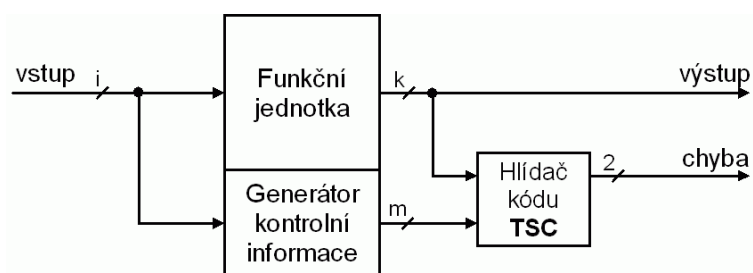 vstup
i
Funkční
jednotka
k
výstup
Generátor
kontrolní
informace
m
Hlídač
kódu
TSC
2
chyba